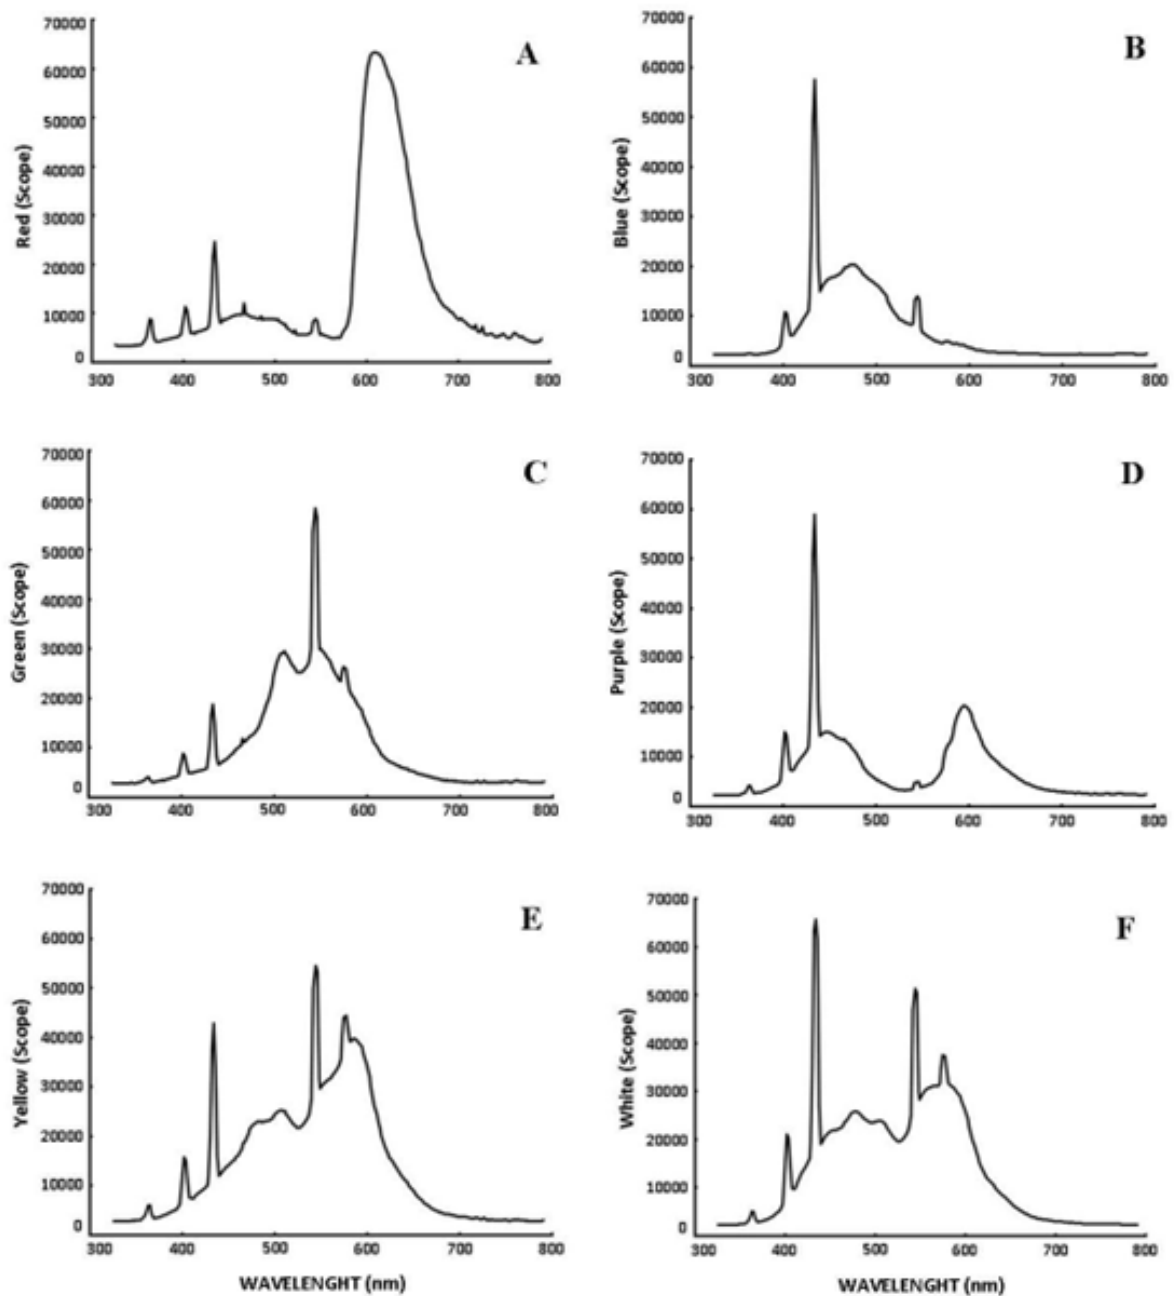 A
Red (Scope)
70000
60000
50000
40000
30000
20000
10000
0
300 400 500 600 700 800
B
Blue (Scope)
70000
60000
50000
40000
30000
20000
10000
0
300 400 500 600 700 800
C
Green (Scope)
70000
60000
50000
40000
30000
20000
10000
0
300 400 500 600 700 800
D
Purple (Scope)
70000
60000
50000
40000
30000
20000
10000
0
300 400 500 600 700 800
E
Yellow (Scope)
70000
60000
50000
40000
30000
20000
10000
0
300 400 500 600 700 800
WAVELENGHT (nm)
F
White (Scope)
70000
60000
50000
40000
30000
20000
10000
0
300 400 500 600 700 800
WAVELENGHT (nm)